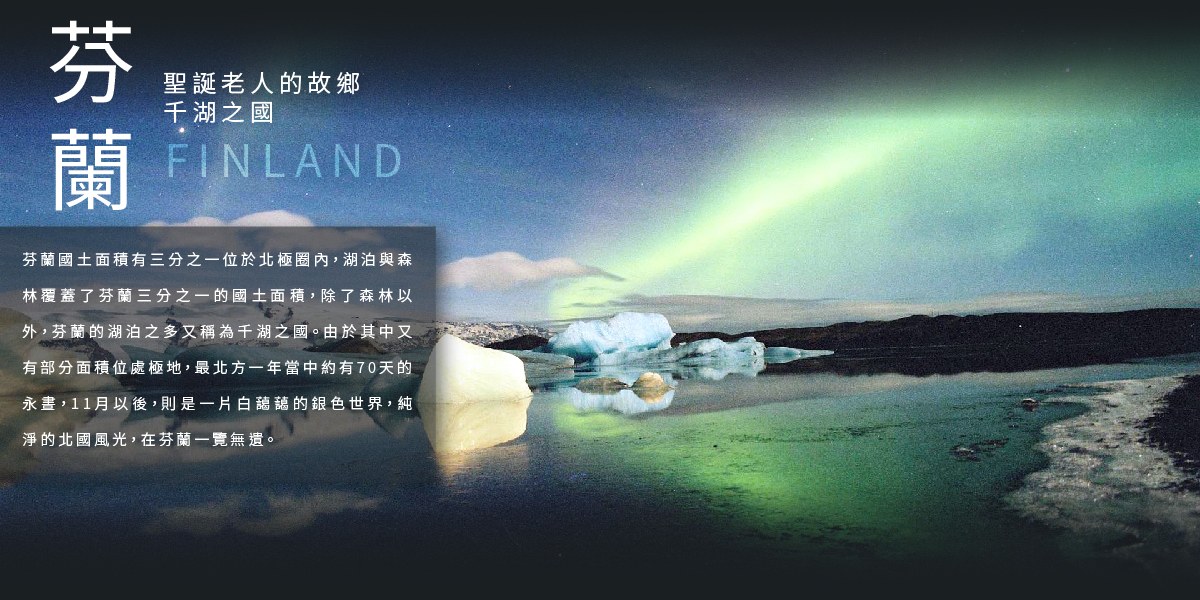 芬蘭
聖誕老人的故鄉
千湖之國
FINLAND
芬蘭國土面積有三分之一位於北極圈內，湖泊與森
林覆蓋了芬蘭三分之一的國土面積，除了森林以
外，芬蘭的湖泊之多又稱為千湖之國。由於其中又
有部分面積位處極地，最北方一年當中約有70天的
永晝，11月以後，則是一片白藹藹的銀色世界，純
淨的北國風光，在芬蘭一覽無遺。